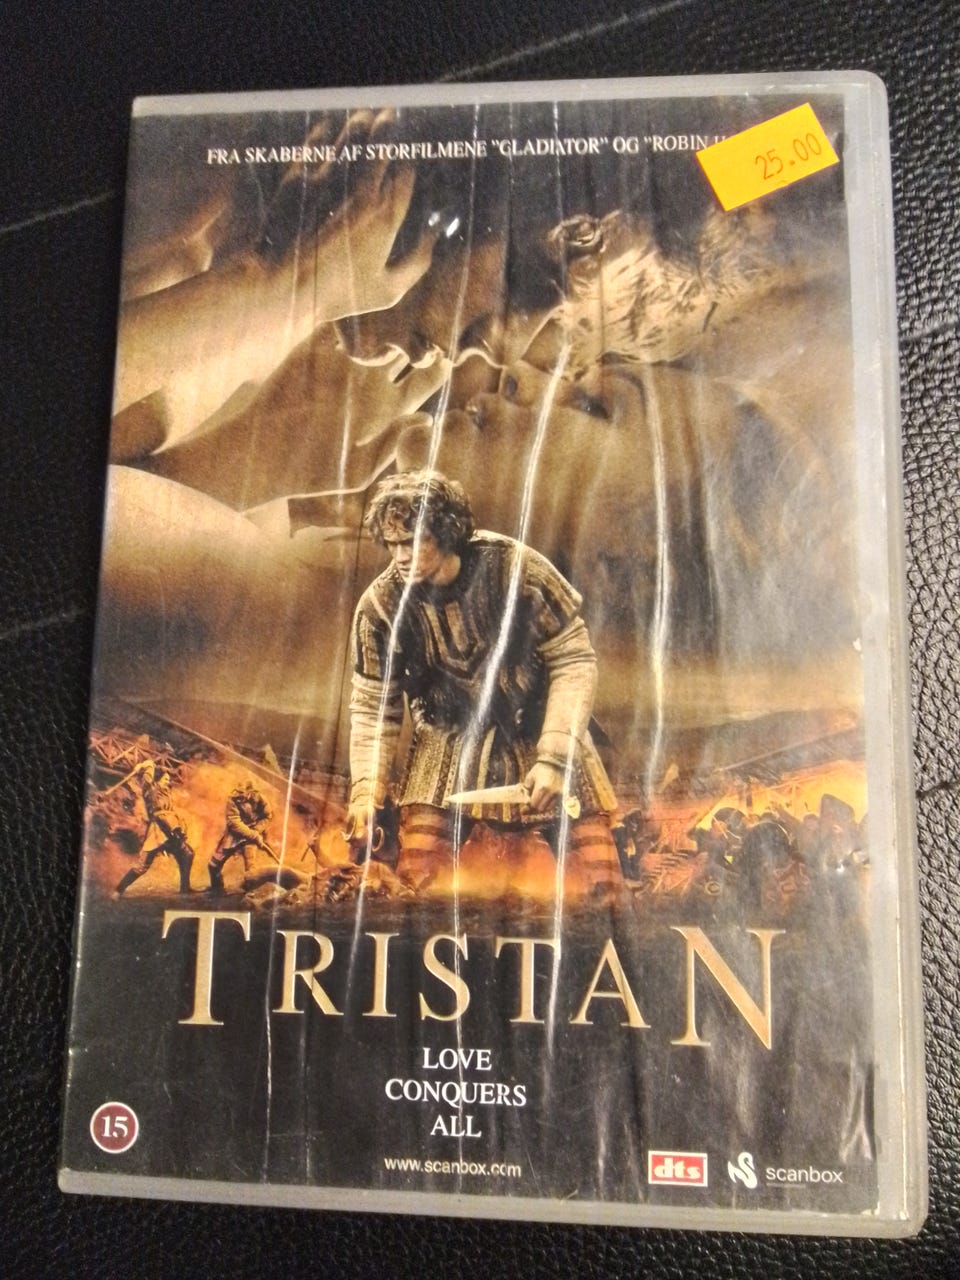 FRA SKABERNE AF STORFILMENE "GLADIATOR" OG "ROBIN
25.00
TRISTAN
LOVE
CONQUERS
ALL
15
www.scanbox.com
dts
scanbox